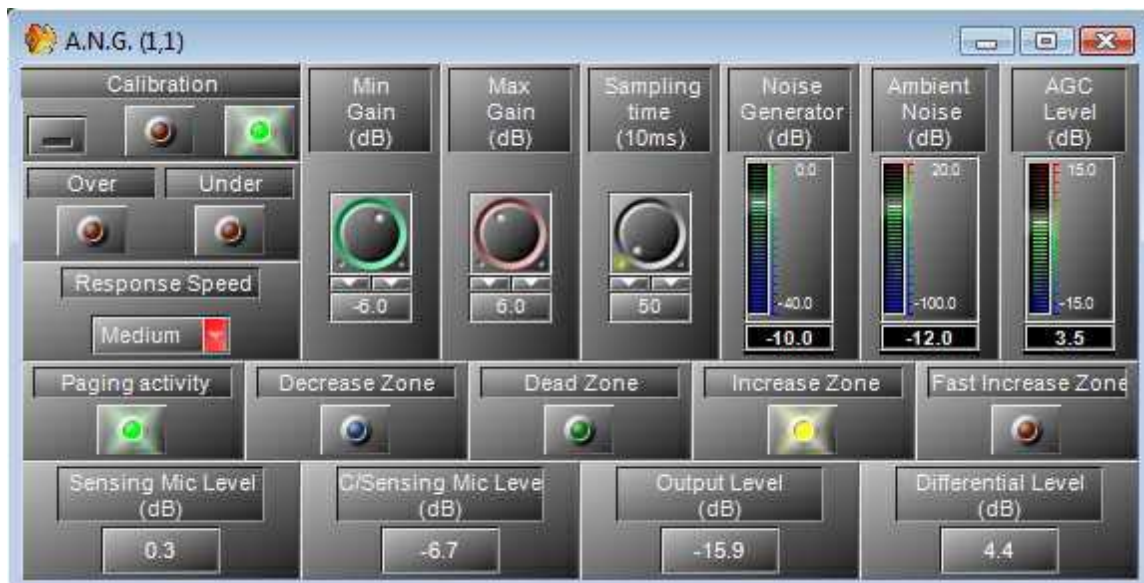 A.N.G. (1,1)
Calibration
Over
Under
Response Speed
Medium
Min
Gain
(dB)
-6.0
Max
Gain
(dB)
6.0
Sampling
time
(10ms)
50
Noise
Generator
(dB)
0.0
-40.0
-10.0
Ambient
Noise
(dB)
20.0
-100.0
-12.0
AGC
Level
(dB)
15.0
-15.0
3.5
Paging activity
Decrease Zone
Dead Zone
Increase Zone
Fast Increase Zone
Sensing Mic Level
(dB)
0.3
C/Sensing Mic Leve
(dB)
-6.7
Output Level
(dB)
-15.9
Differential Level
(dB)
4.4